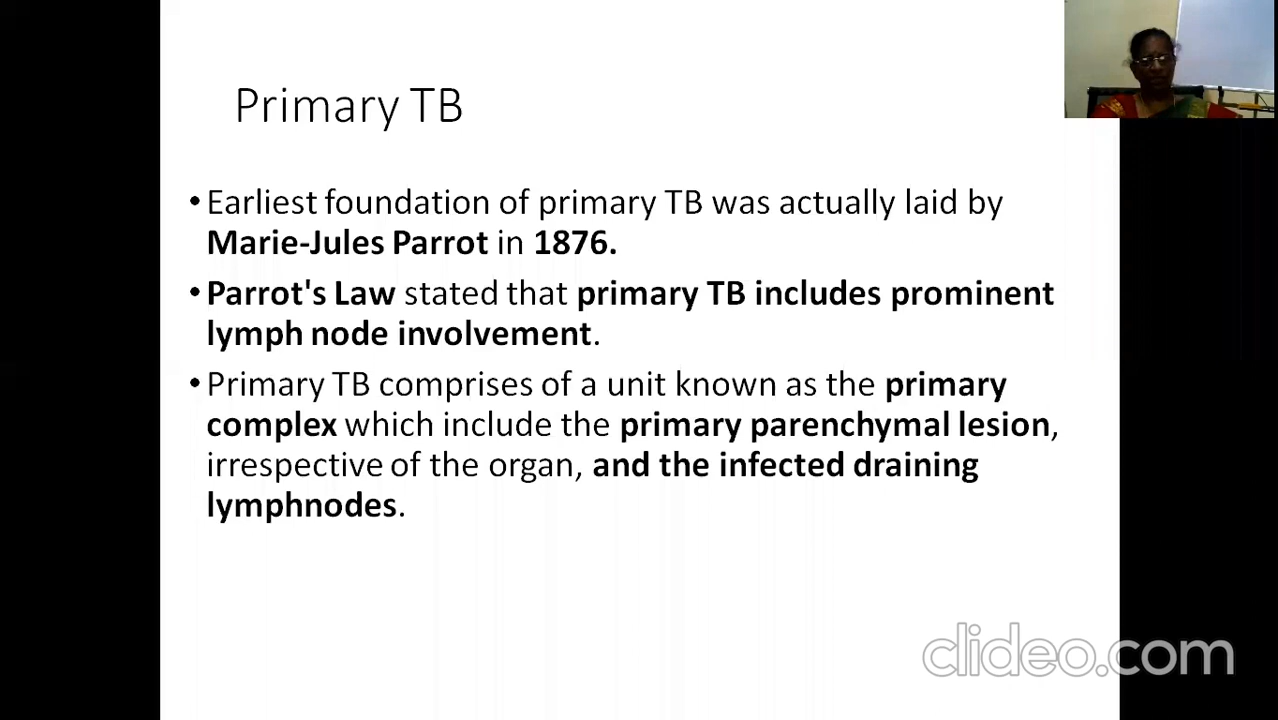 Primary TB
•Earliest foundation of primary TB was actually laid by
Marie-Jules Parrot in 1876.
•Parrot's Law stated that primary TB includes prominent
lymph node involvement.
•Primary TB comprises of a unit known as the primary
complex which include the primary parenchymal lesion,
irrespective of the organ, and the infected draining
lymphnodes.
clideo.com